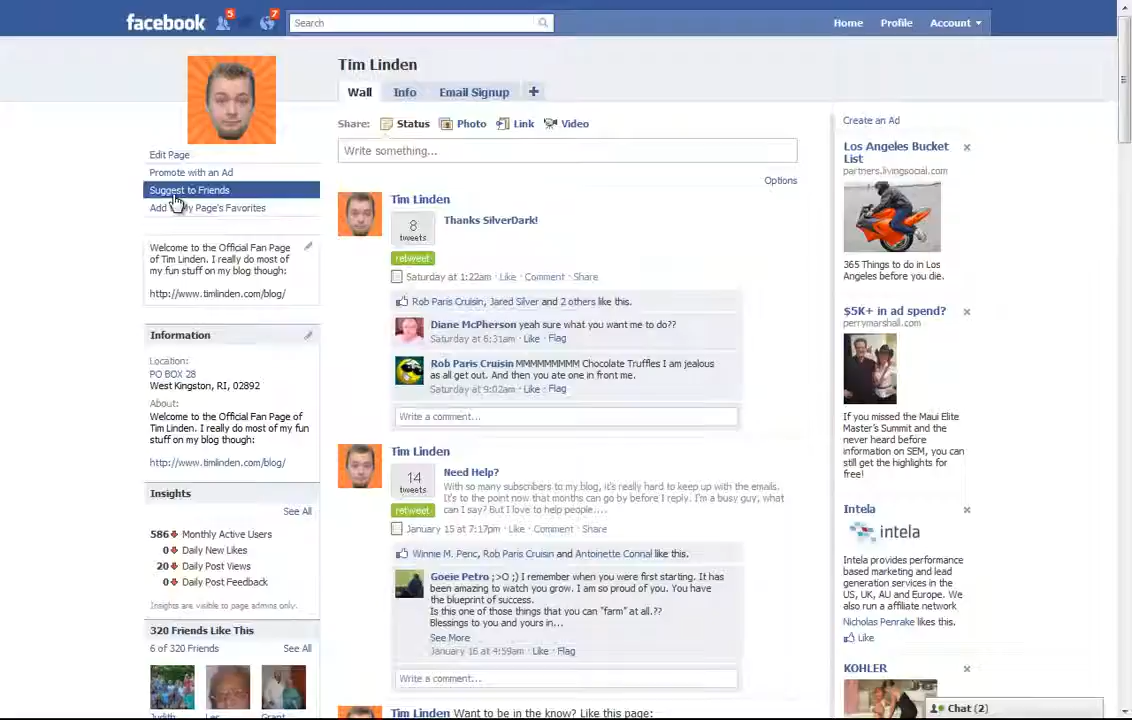 facebook
5
7
Search
Home Profile Account
Tim Linden
Wall Info Email Signup +
Share: Status Photo Link Video
Write something...
Options
Edit Page
Promote with an Ad
Suggest to Friends
Add y Page's Favorites
Welcome to the Official Fan Page
of Tim Linden. I really do most of
my fun stuff on my blog though:
http://www.timlinden.com/blog/
Information
Location:
PO BOX 28
West Kingston, RI, 02892
About:
Welcome to the Official Fan Page of
Tim Linden. I really do most of my fun
stuff on my blog though:
http://www.timlinden.com/blog/
Insights
See All
586 Monthly Active Users
0 Daily New Likes
20 Daily Post Views
0 Daily Post Feedback
Insights are visible to page admins only.
320 Friends Like This
6 of 320 Friends See All
Judith Les Grant
Tim Linden
8
tweets
retweet
Thanks SilverDark!
Saturday at 1:22am · Like · Comment · Share
Rob Paris Cruisin, Jared Silver and 2 others like this.
Diane McPherson yeah sure what you want me to do??
Saturday at 6:31am · Like · Flag
Rob Paris Cruisin MMMMMMMMM Chocolate Truffles I am jealous
as all get out. And then you ate one in front me.
Saturday at 9:02am · Like · Flag
Write a comment...
Tim Linden
14
tweets
retweet
Need Help?
With so many subscribers to my blog, it's really hard to keep up with the emails.
It's to the point now that months can go by before I reply. I'm a busy guy, what
can I say? But I love to help people....
January 15 at 7:17pm · Like · Comment · Share
Winnie M. Penc, Rob Paris Cruisin and Antoinette Connal like this.
Goeie Petro ;>O ;) I remember when you were first starting. It has
been amazing to watch you grow. I am so proud of you. You have
the blueprint of success.
Is this one of those things that you can "farm" at all.??
Blessings to you and yours in...
See More
January 16 at 4:59am · Like · Flag
Write a comment...
Tim Linden Want to be in the know? Like this page:
Create an Ad
Los Angeles Bucket
List
partners.livingsocial.com
365 Things to do in Los
Angeles before you die.
$5K+ in ad spend?
perrymarshall.com
If you missed the Maui Elite
Master's Summit and the
never heard before
information on SEM, you can
still get the highlights for
free!
Intela
intela
Intela provides performance
based marketing and lead
generation services in the
US, UK, AU and Europe. We
also run a affiliate network
Nicholas Penrake likes this.
Like
KOHLER
Chat (2)